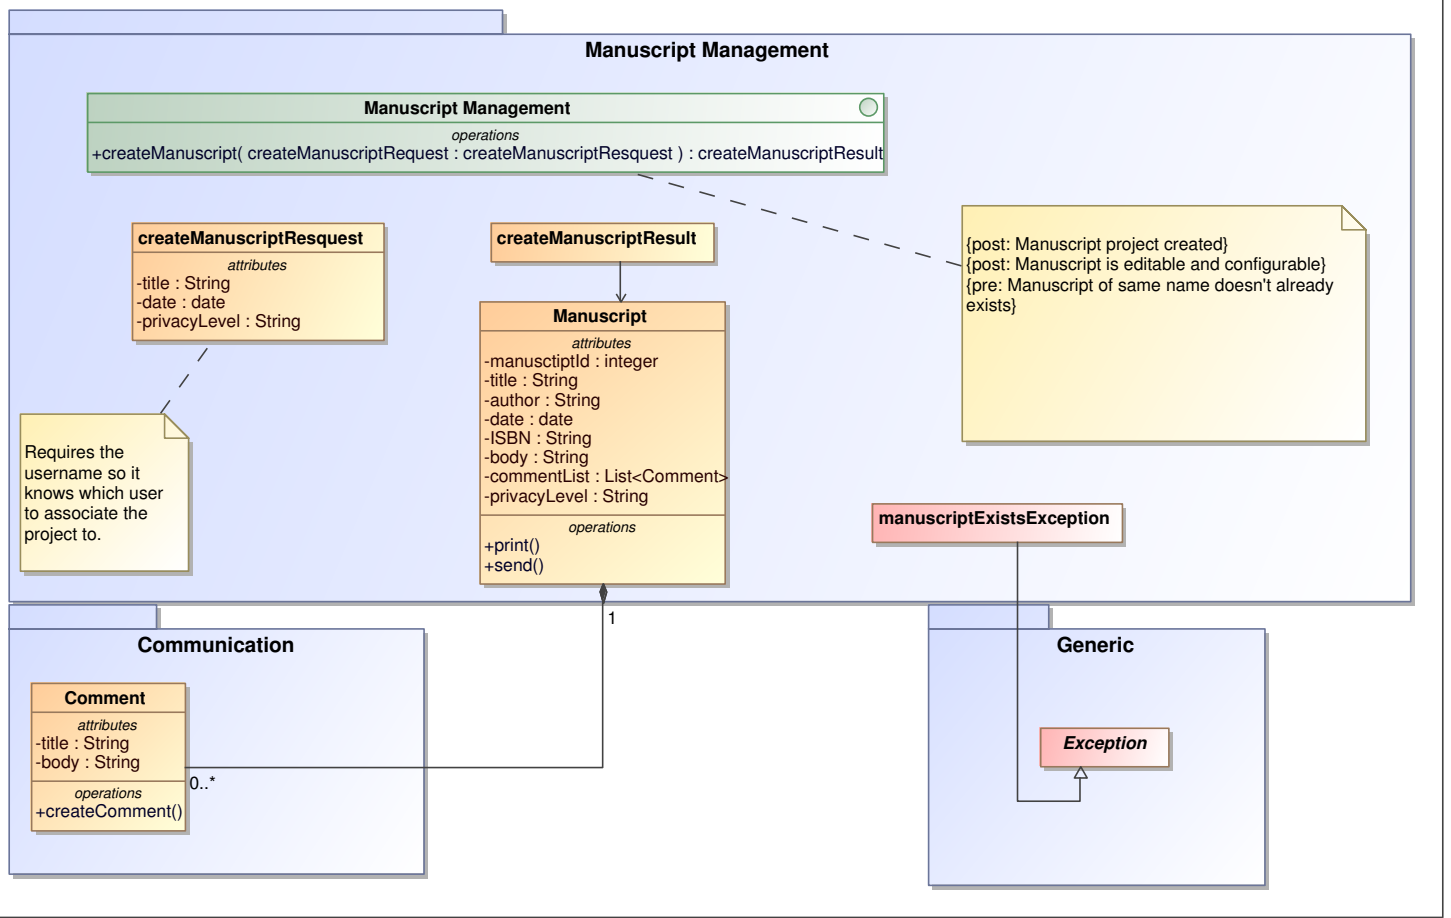 Manuscript Management
Manuscript Management
operations
+createManuscript( createManuscriptRequest : createManuscriptResquest ) : createManuscriptResult
createManuscriptResquest
attributes
-title : String
-date : date
-privacyLevel : String
createManuscriptResult
{post: Manuscript project created}
{post: Manuscript is editable and configurable}
{pre: Manuscript of same name doesn't already
exists}
Manuscript
attributes
-manusctiptId : integer
-title : String
-author : String
-date : date
-ISBN : String
-body : String
-commentList : List<Comment>
-privacyLevel : String
operations
+print()
+send()
Requires the
username so it
knows which user
to associate the
project to.
manuscriptExistsException
1
Communication
Comment
attributes
-title : String
-body : String
operations
+createComment()
0..*
Generic
Exception